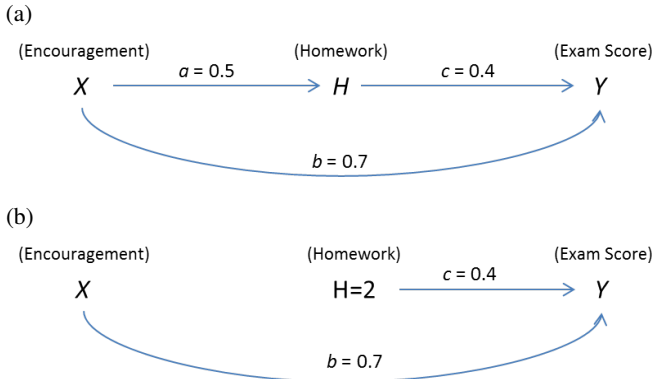 (a)
(Encouragement) (Homework) (Exam Score)
X a = 0.5 H c = 0.4 Y
b = 0.7
(b)
(Encouragement) (Homework) (Exam Score)
X H=2 c = 0.4 Y
b = 0.7